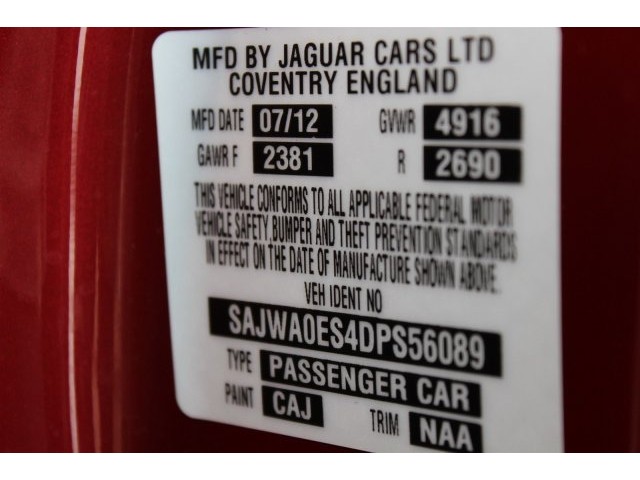 MFD BY JAGUAR CARS LTD
COVENTRY ENGLAND
MFD DATE 07/12 GVWR 4916
GAWR F 2381 R 2690
THIS VEHICLE CONFORMS TO ALL APPLICABLE FEDERAL MOTOR
VEHICLE SAFETY,BUMPER AND THEFT PREVENTION STANDARDS
IN EFFECT ON THE DATE OF MANUFACTURE SHOWN ABOVE.
VEH IDENT NO
SAJWA0ES4DPS56089
TYPE PASSENGER CAR
PAINT CAJ TRIM NAA